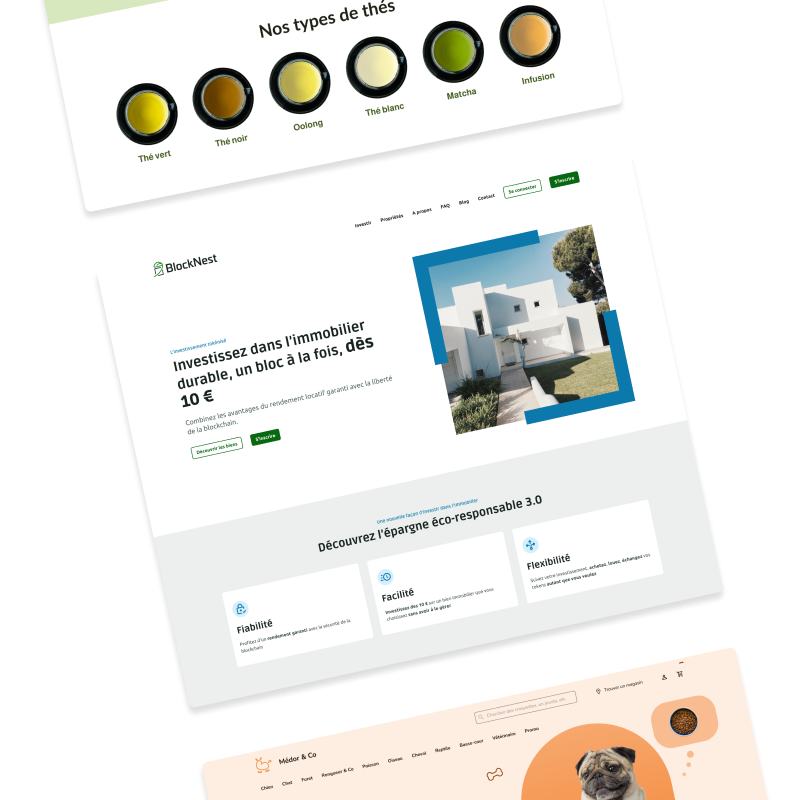 Nos types de thés
Thé vert
Thé noir
Oolong
Thé blanc
Matcha
Infusion
Investir
Propriétés
A propos
FAQ
Blog
Contact
Se connecter
S'inscrire
BlockNest
L'investissement tokénisé
Investissez dans l'immobilier
durable, un bloc à la fois, dès
10 €
Combinez les avantages du rendement locatif garanti avec la liberté
de la blockchain.
Découvrir les biens
S'inscrire
une nouvelle façon d'investir dans l'immobilier
Découvrez l'épargne éco-responsable 3.0
Fiabilité
Profitez d'un rendement garanti avec la sécurité de la
blockchain
Facilité
Investissez dès 10 € sur un bien immobilier que vous
choisissez sans avoir à le gérer
Flexibilité
Suivez votre investissement, achetez, louez, échangez vos
tokens autant que vous voulez
Médor & Co
Chercher des croquettes, un jouets, etc.
Trouver un magasin
Chien
Chat
Furet
Rongeur & Co
Poisson
Oiseau
Cheval
Reptile
Basse-cour
Vétérinaire
Promo